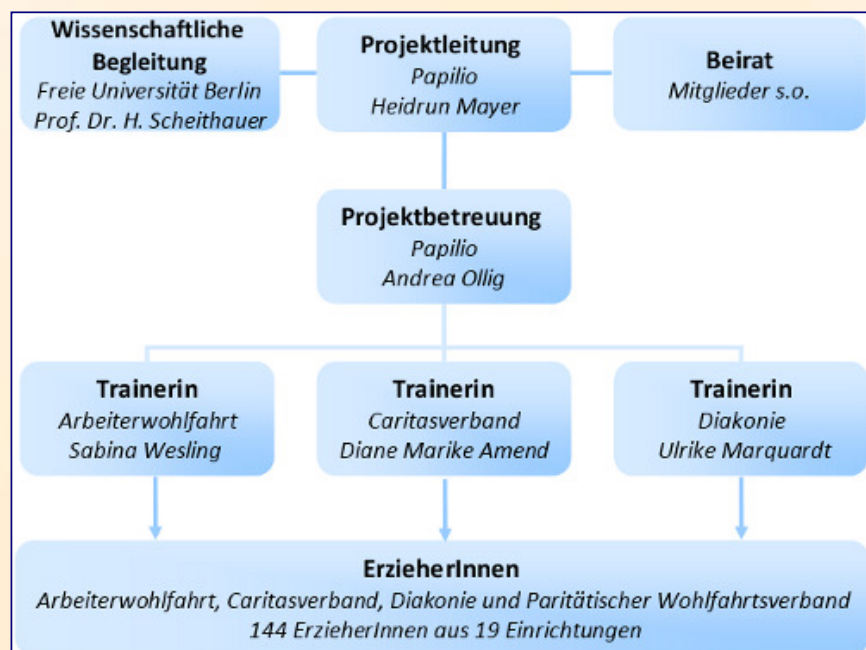 Wissenschaftliche
Begleitung
Freie Universität Berlin
Prof. Dr. H. Scheithauer
Projektleitung
Papilio
Heidrun Mayer
Beirat
Mitglieder s.o.
Projektbetreuung
Papilio
Andrea Ollig
Trainerin
Arbeiterwohlfahrt
Sabina Wesling
Trainerin
Caritasverband
Diane Marike Amend
Trainerin
Diakonie
Ulrike Marquardt
ErzieherInnen
Arbeiterwohlfahrt, Caritasverband, Diakonie und Paritätischer Wohlfahrtsverband
144 ErzieherInnen aus 19 Einrichtungen